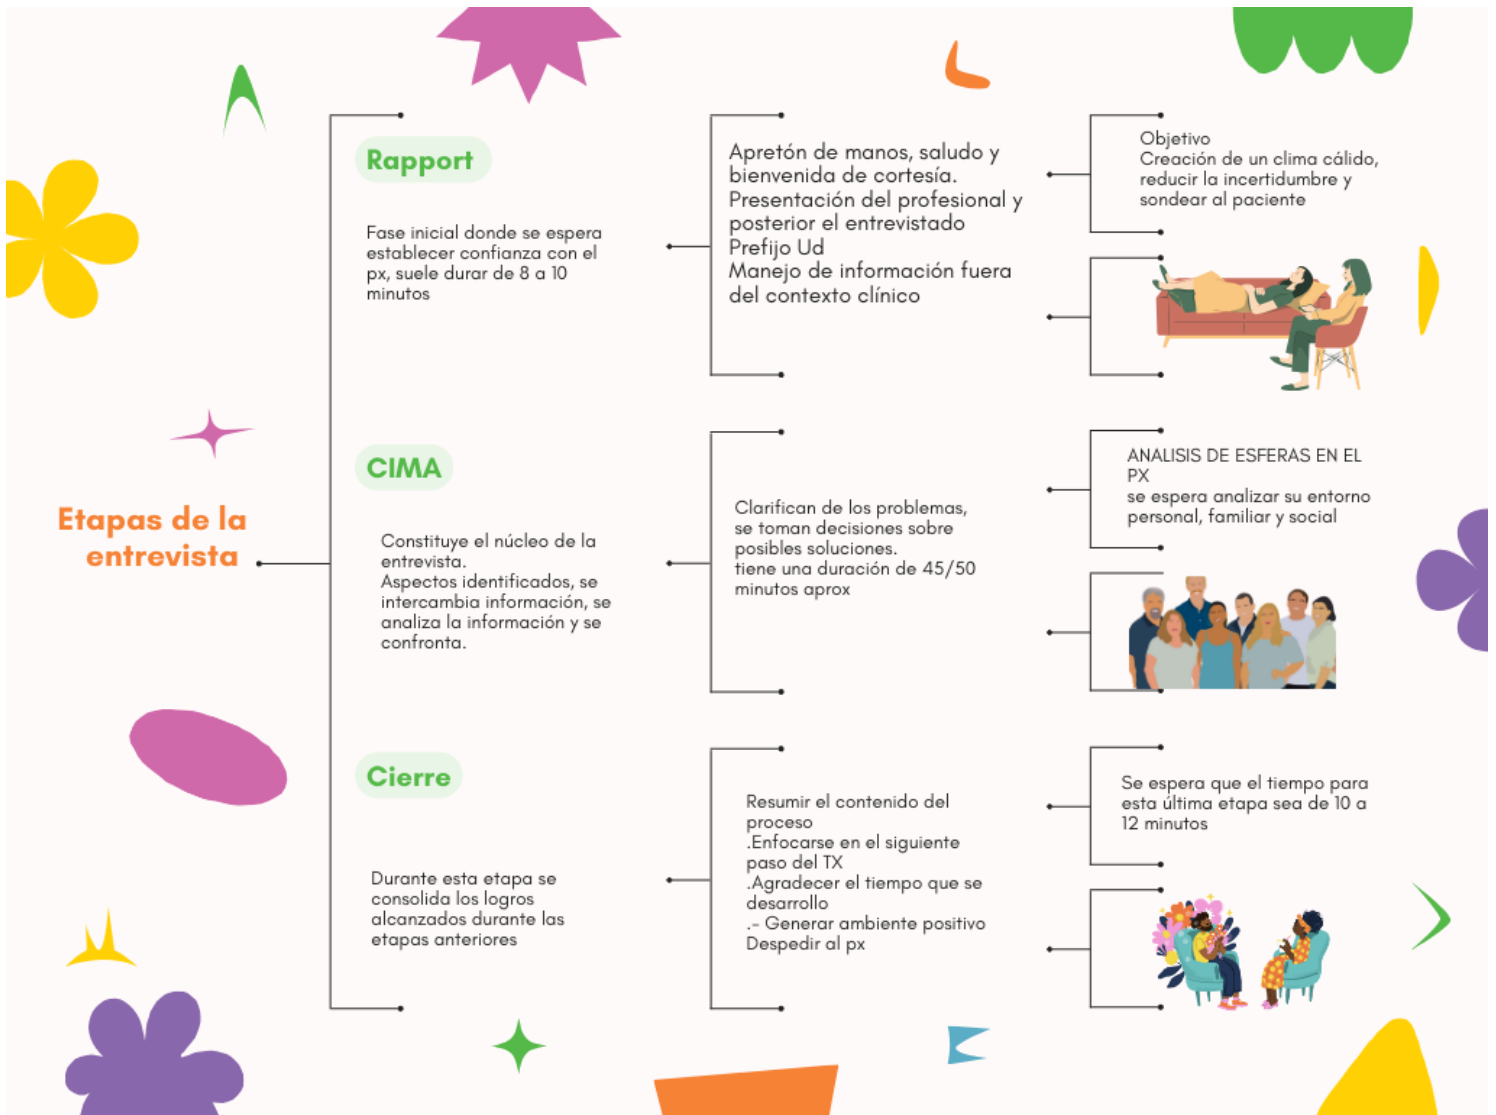 Etapas de la
entrevista
Rapport
Fase inicial donde se espera
establecer confianza con el
px, suele durar de 8 a 10
minutos
Apretón de manos, saludo y
bienvenida de cortesía.
Presentación del profesional y
posterior el entrevistado
Prefijo Ud
Manejo de información fuera
del contexto clínico
Objetivo
Creación de un clima cálido,
reducir la incertidumbre y
sondear al paciente
CIMA
Constituye el núcleo de la
entrevista.
Aspectos identificados, se
intercambia información, se
analiza la información y se
confronta.
Clarifican de los problemas,
se toman decisiones sobre
posibles soluciones.
tiene una duración de 45/50
minutos aprox
ANALISIS DE ESFERAS EN EL
PX
se espera analizar su entorno
personal, familiar y social
Cierre
Durante esta etapa se
consolida los logros
alcanzados durante las
etapas anteriores
Resumir el contenido del
proceso
.Enfocarse en el siguiente
paso del TX
.Agradecer el tiempo que se
desarrollo
.- Generar ambiente positivo
Despedir al px
Se espera que el tiempo para
esta última etapa sea de 10 a
12 minutos